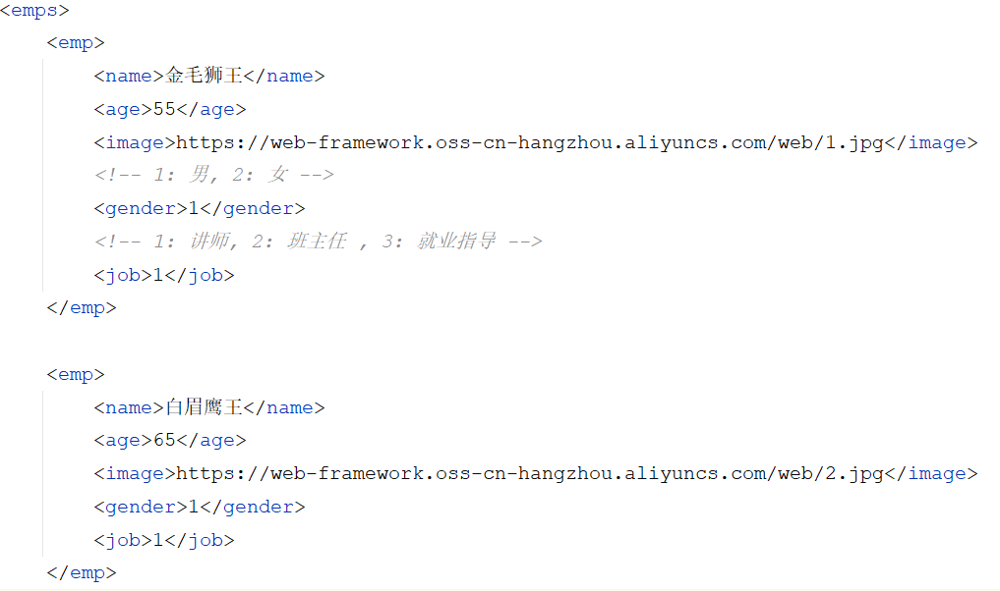 <emps>
<emp>
<name>金毛狮王</name>
<age>55</age>
<image>https://web-framework.oss-cn-hangzhou.aliyuncs.com/web/1.jpg</image>
<!-- 1: 男, 2: 女 -->
<gender>1</gender>
<!-- 1: 讲师, 2: 班主任 , 3: 就业指导 -->
<job>1</job>
</emp>
<emp>
<name>白眉鹰王</name>
<age>65</age>
<image>https://web-framework.oss-cn-hangzhou.aliyuncs.com/web/2.jpg</image>
<gender>1</gender>
<job>1</job>
</emp>